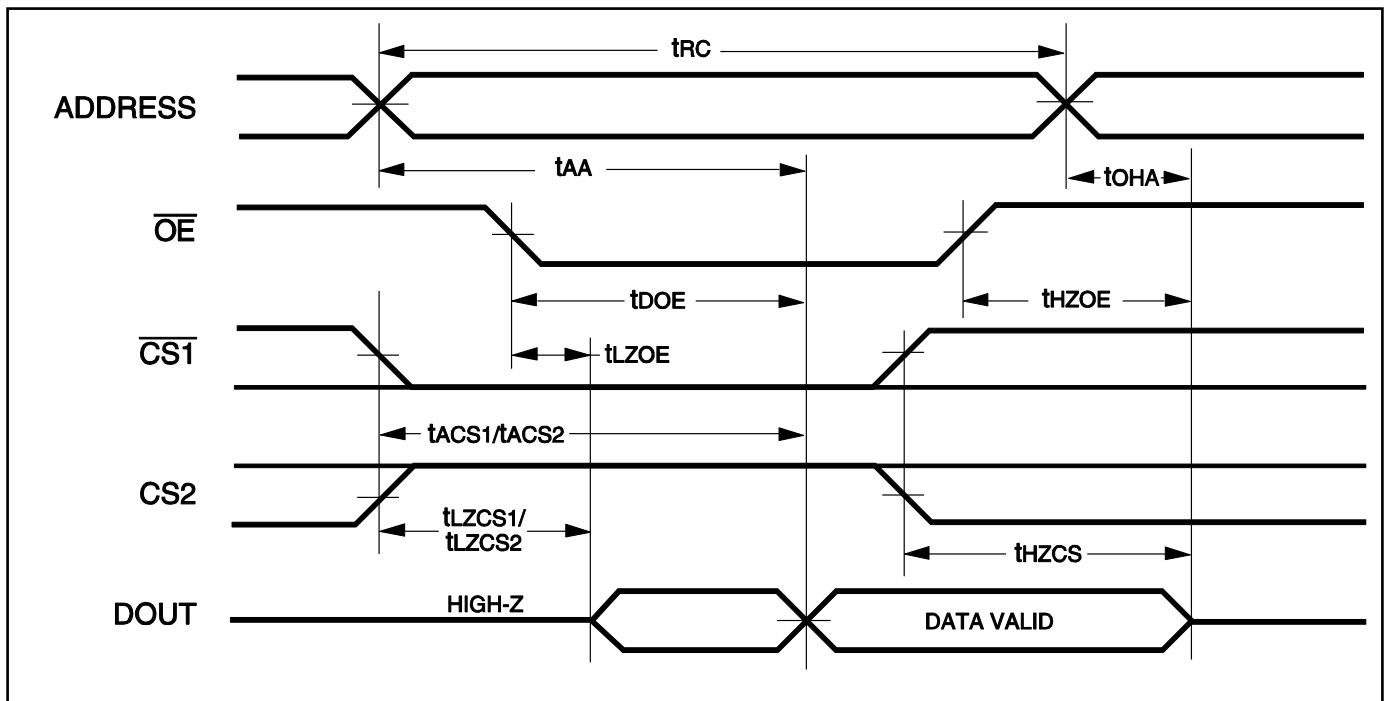 tRC
ADDRESS
tAA
tOHA
OE
tDOE
tHZOE
CS1
tLZOE
tACS1/tACS2
CS2
tLZCS1/
tLZCS2
tHZCS
DOUT
HIGH-Z
DATA VALID